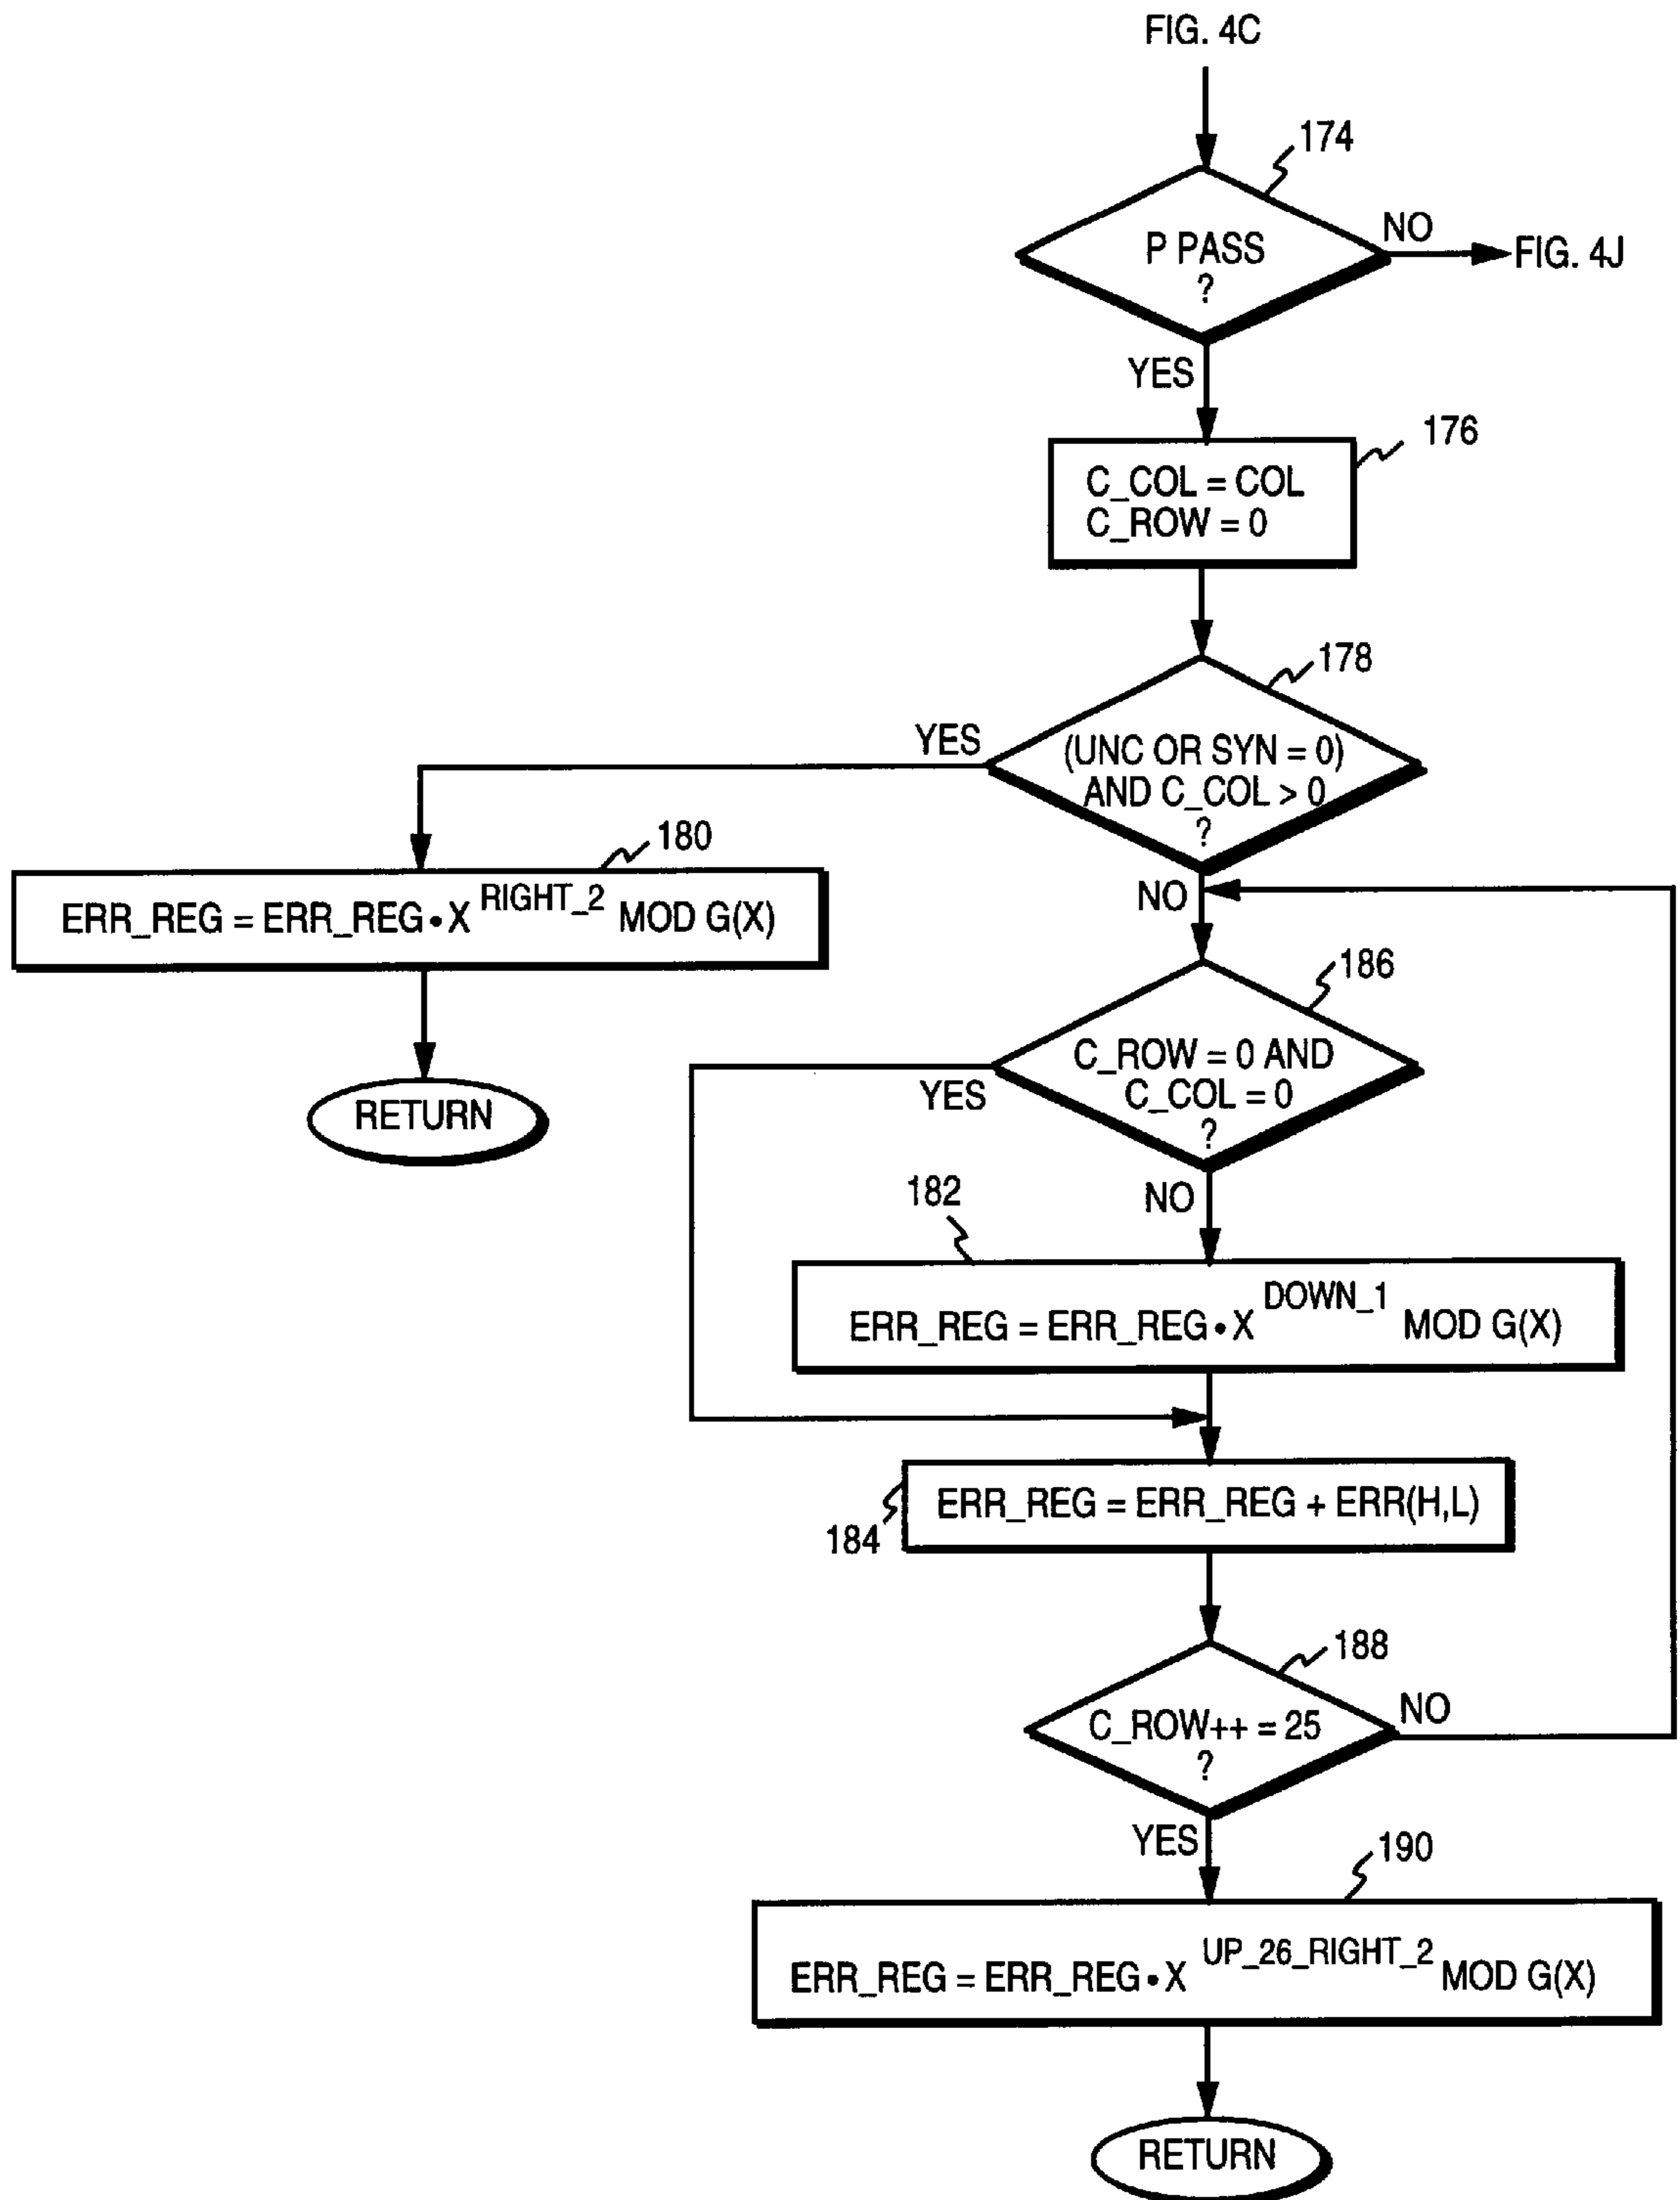 FIG. 4C
174
P PASS
?
NO
FIG. 4J
YES
176
C_COL = COL
C_ROW = 0
178
YES
(UNC OR SYN = 0)
AND C_COL > 0
?
NO
180
ERR_REG = ERR_REG • X RIGHT_2 MOD G(X)
RETURN
186
C_ROW = 0 AND
C_COL = 0
?
YES
NO
182
ERR_REG = ERR_REG • X DOWN_1 MOD G(X)
ERR_REG = ERR_REG + ERR(H,L)
184
188
C_ROW++ = 25
?
NO
YES
190
ERR_REG = ERR_REG • X UP_26_RIGHT_2 MOD G(X)
RETURN